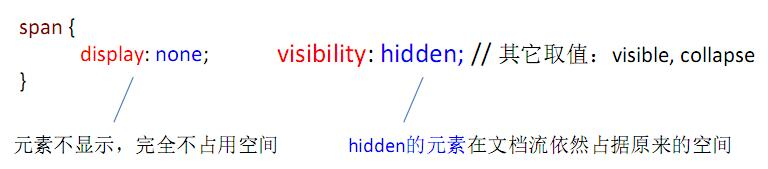 span {
display: none;
visibility: hidden; // 其它取值：visible, collapse
}
元素不显示，完全不占用空间
hidden的元素在文档流依然占据原来的空间